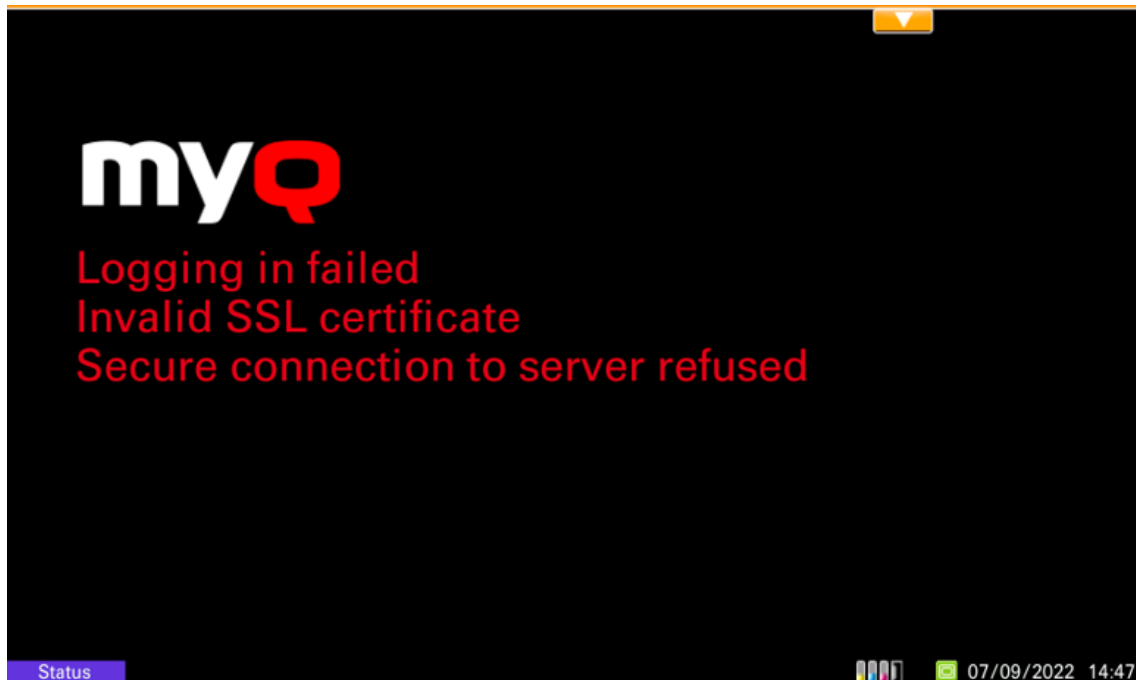 myQ
Logging in failed
Invalid SSL certificate
Secure connection to server refused
Status
07/09/2022 14:47